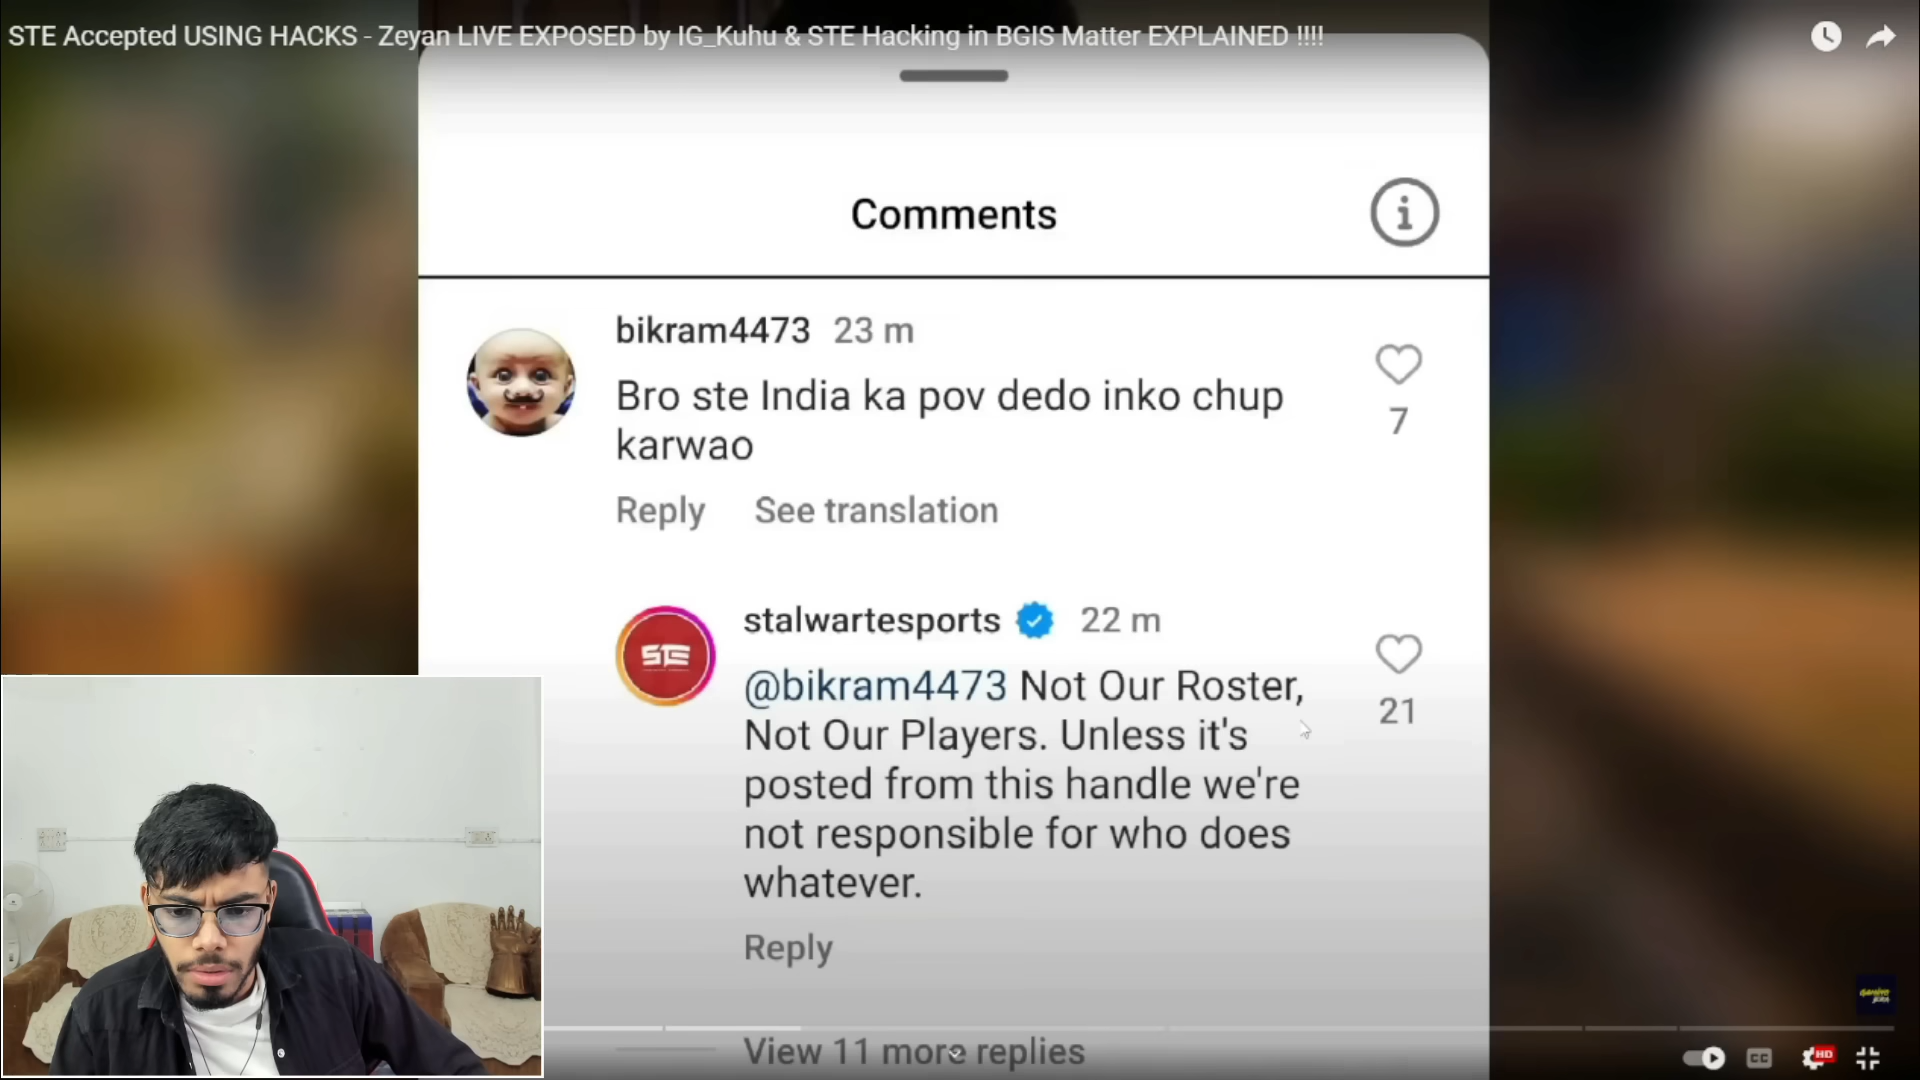 STE Accepted USING HACKS - Zeyan LIVE EXPOSED by IG_Kuhu & STE Hacking in BGIS Matter EXPLAINED !!!!
Comments
bikram4473 23 m
Bro ste India ka pov dedo inko chup
karwao
7
Reply See translation
stalwartesports 22 m
STE
@bikram4473 Not Our Roster,
Not Our Players. Unless it's
posted from this handle we're
not responsible for who does
whatever.
21
Reply
View 11 more replies
CC
HD